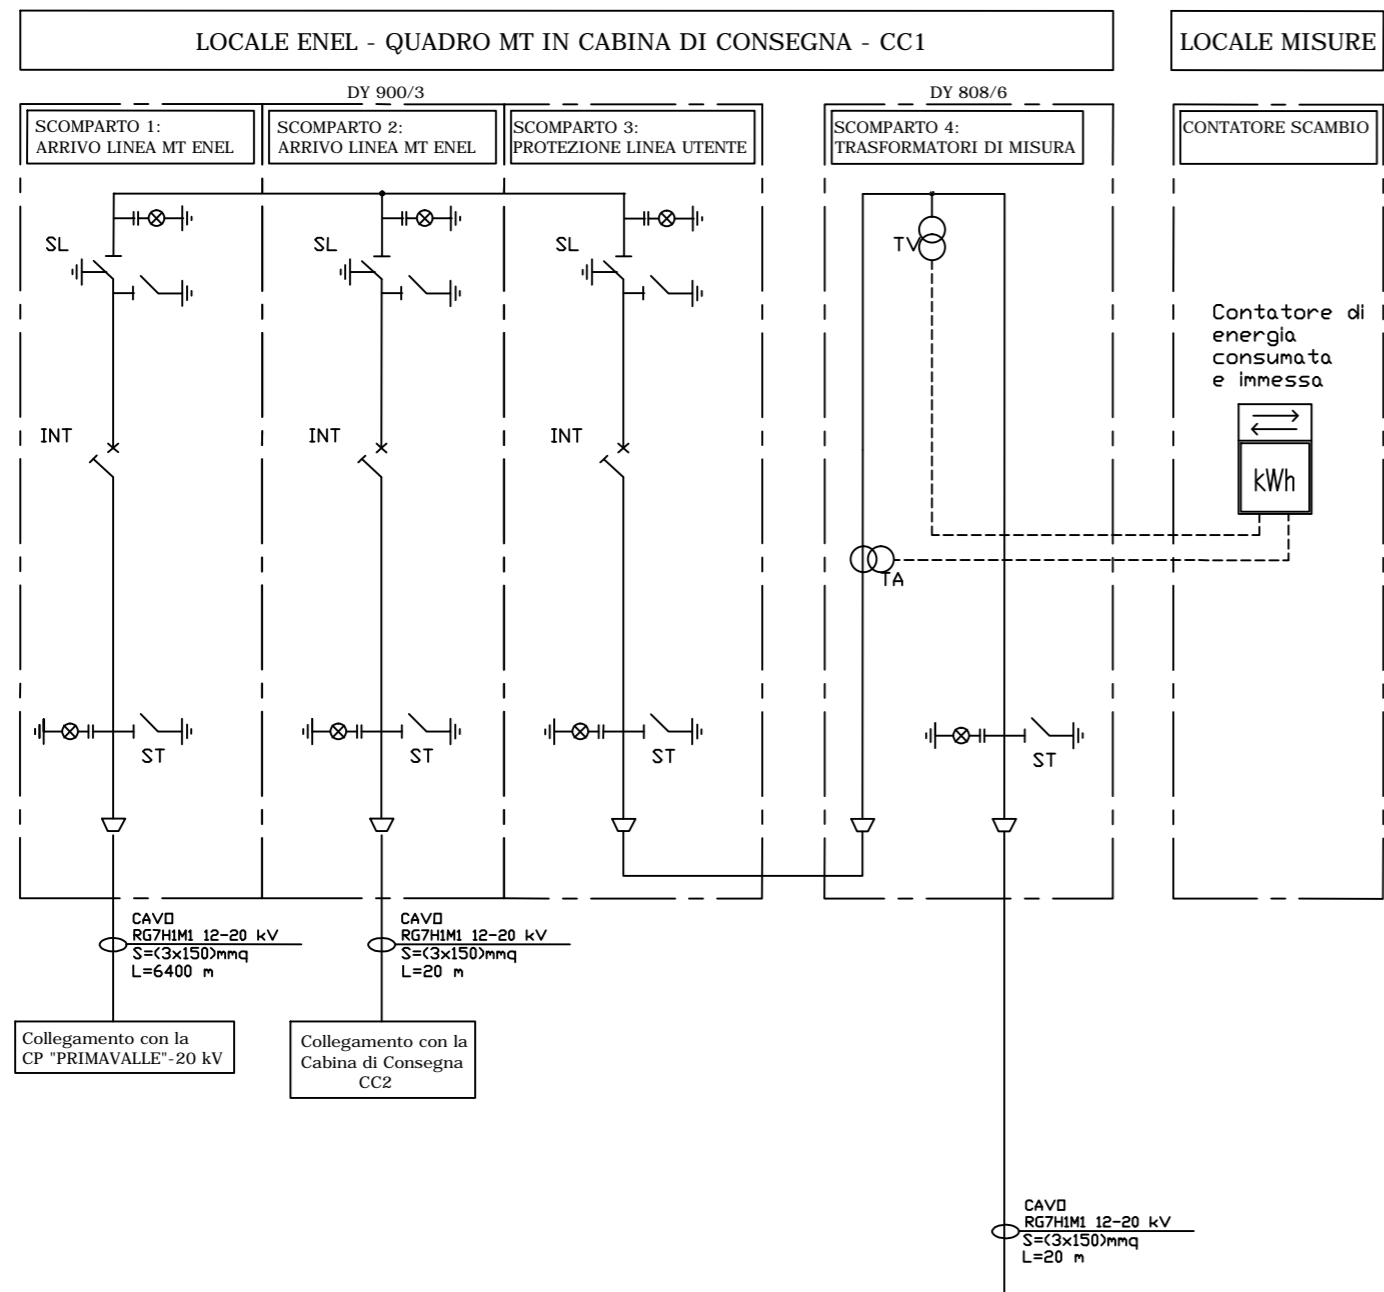 LOCALE ENEL - QUADRO MT IN CABINA DI CONSEGNA - CC1
LOCALE MISURE
DY 900/3
DY 808/6
SCOMPARTO 1:
ARRIVO LINEA MT ENEL
SCOMPARTO 2:
ARRIVO LINEA MT ENEL
SCOMPARTO 3:
PROTEZIONE LINEA UTENTE
SCOMPARTO 4:
TRASFORMATORI DI MISURA
CONTATORE SCAMBIO
SL
SL
SL
TV
Contatore di
energia
consumata
e immessa
INT
INT
INT
kWh
TA
ST
ST
ST
ST
CAVO
RG7H1M1 12-20 kV
S=(3x150)mmq
L=6400 m
CAVO
RG7H1M1 12-20 kV
S=(3x150)mmq
L=20 m
Collegamento con la
CP "PRIMAVALLE"-20 kV
Collegamento con la
Cabina di Consegna
CC2
CAVO
RG7H1M1 12-20 kV
S=(3x150)mmq
L=20 m